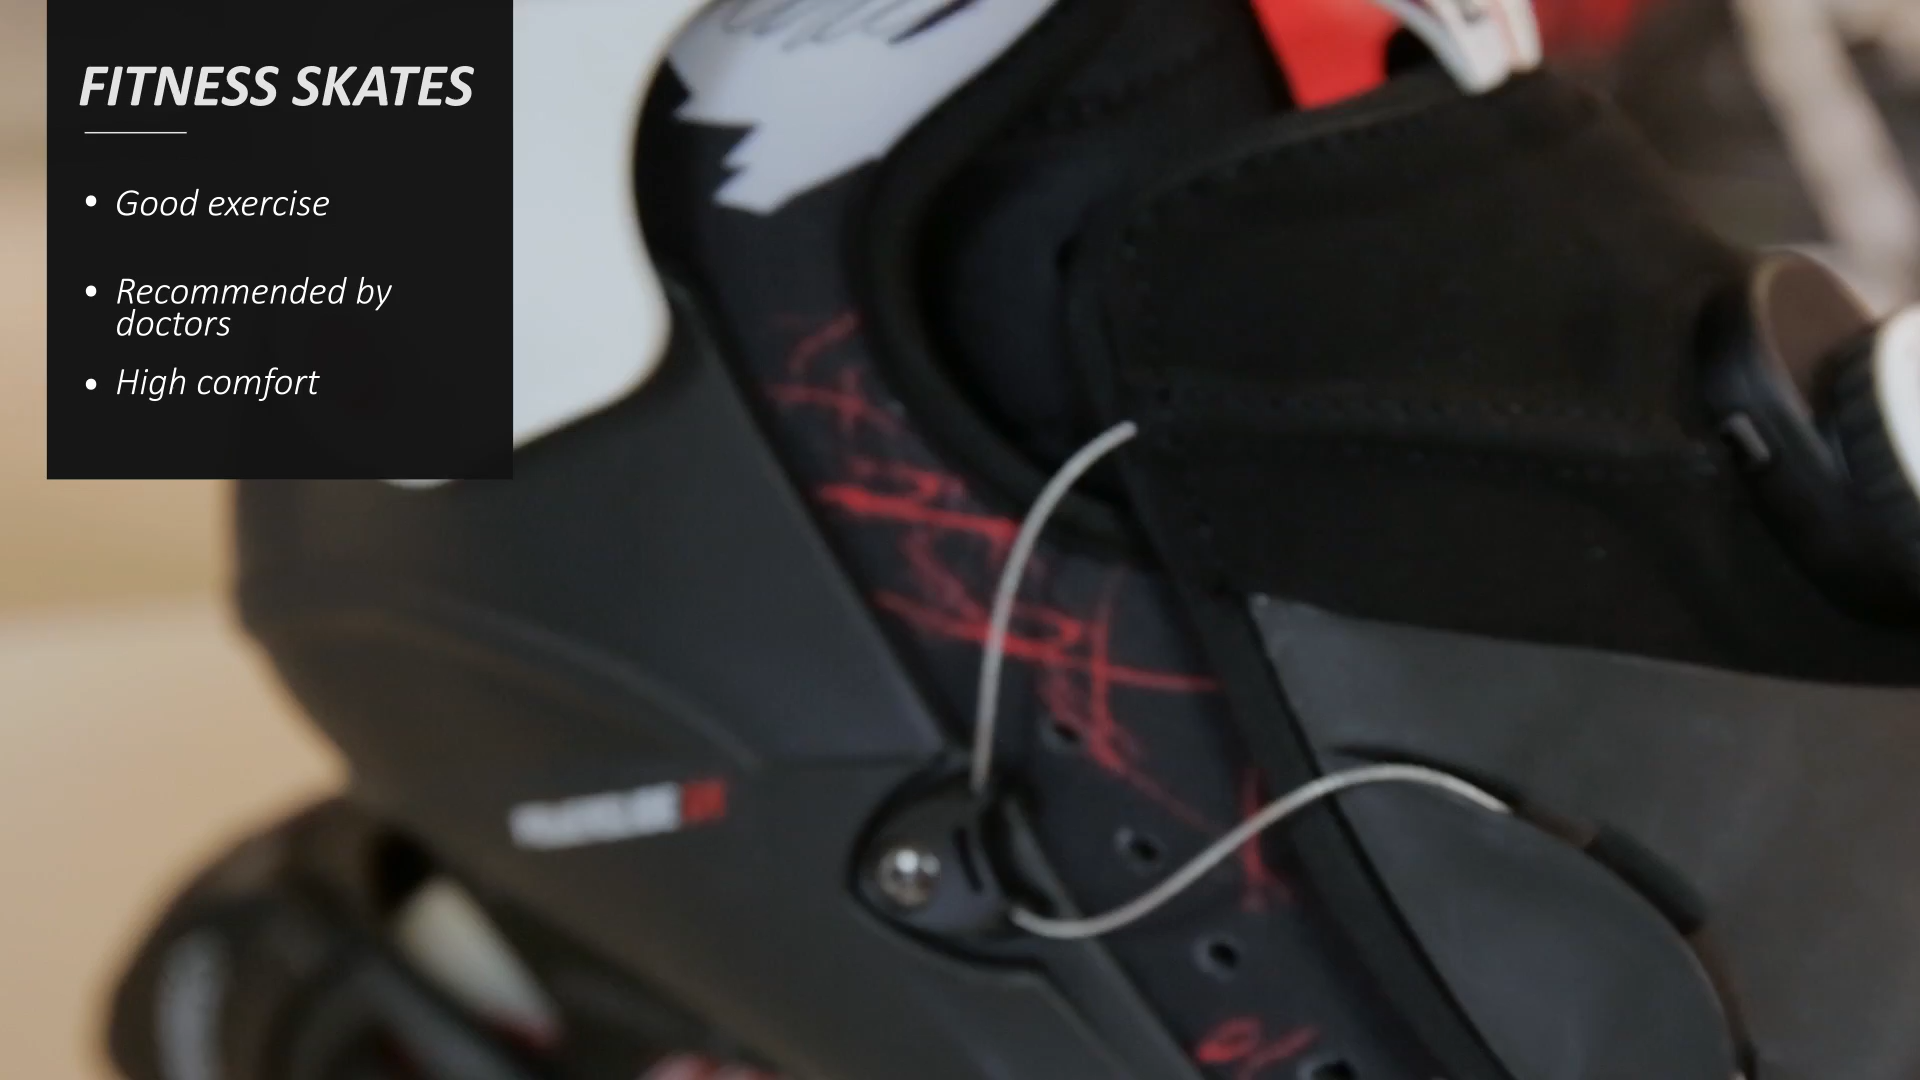 FITNESS SKATES
• Good exercise
• Recommended by
doctors
• High comfort